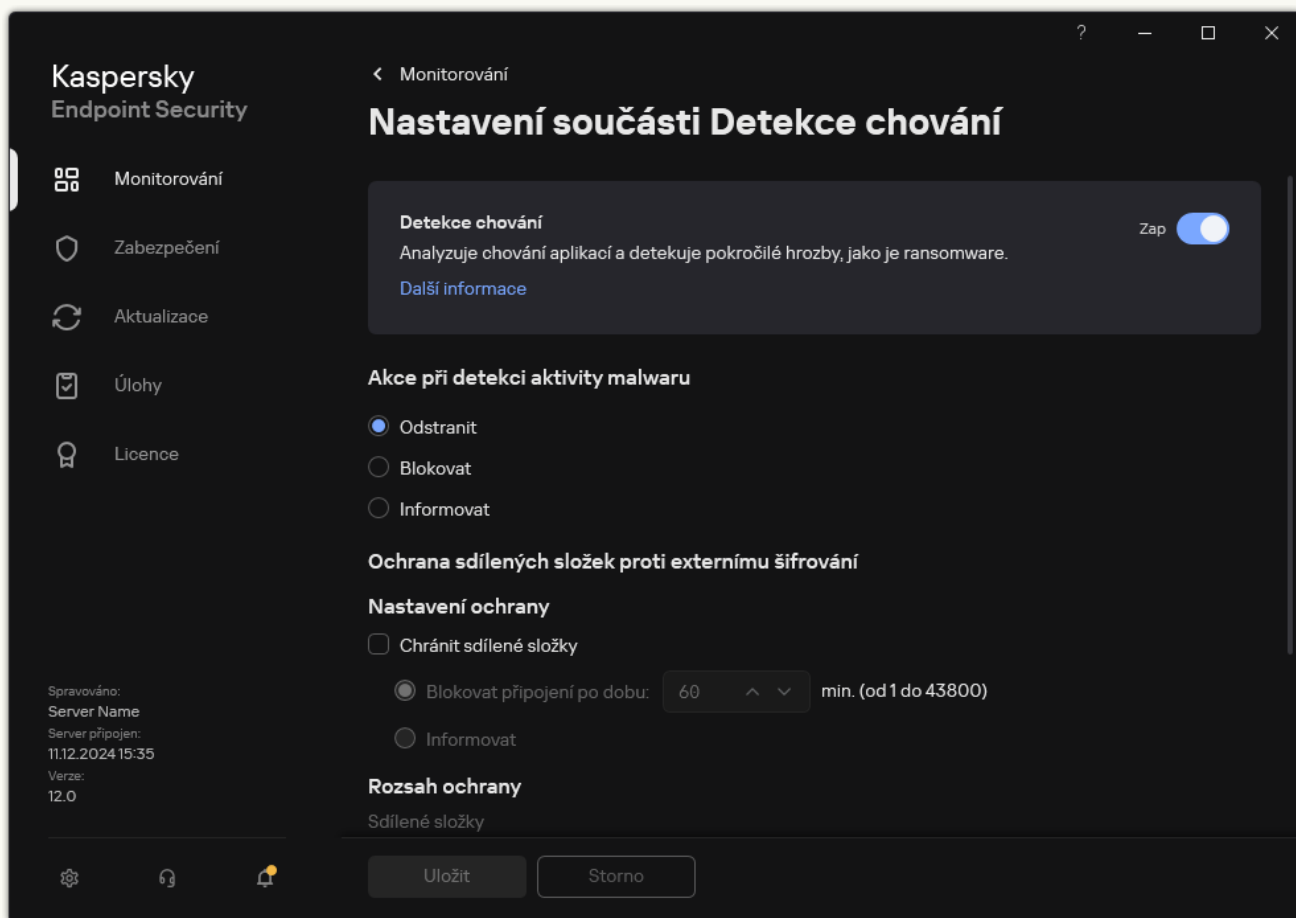 ?
Kaspersky
Endpoint Security
Monitorování
Zabezpečení
Aktualizace
Úlohy
Licence
Spravováno:
Server Name
Server připojen:
11.12.2024 15:35
Verze:
12.0
Monitorování
Nastavení součásti Detekce chování
Detekce chování
Zap
Analyzuje chování aplikací a detekuje pokročilé hrozby, jako je ransomware.
Další informace
Akce při detekci aktivity malwaru
Odstranit
Blokovat
Informovat
Ochrana sdílených složek proti externímu šifrování
Nastavení ochrany
Chránit sdílené složky
Blokovat připojení po dobu: 60 min. (od 1 do 43800)
Informovat
Rozsah ochrany
Sdílené složky
Uložit Storno